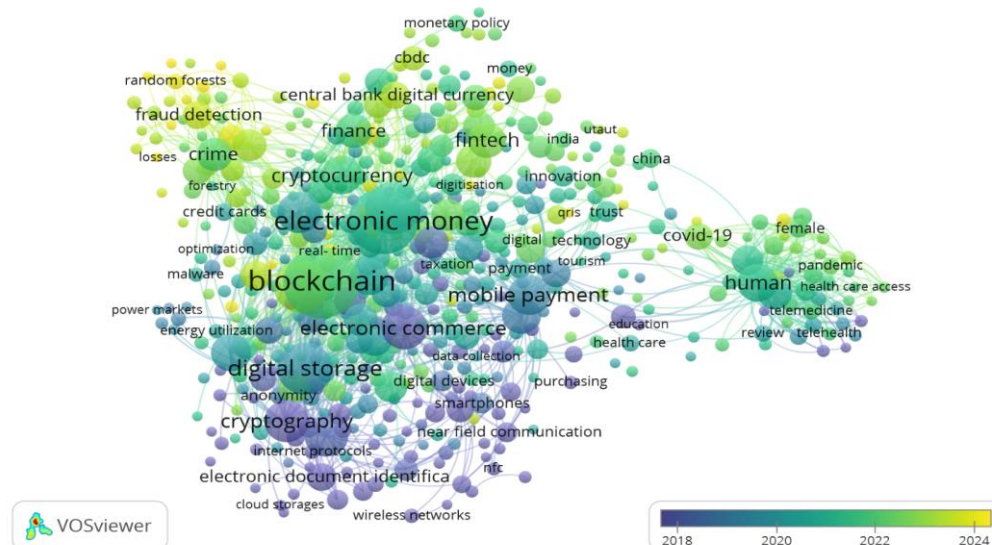 monetary policy
cbdc
money
random forests
central bank digital currency
fraud detection
finance
fintech
utaut
india
crime
losses
china
cryptocurrency
innovation
forestry
digitisation
credit cards
electronic money
qris
trust
female
covid-19
optimization
real- time
digital
technology
tourism
malware
blockchain
taxation
payment
human
pandemic
mobile payment
health care access
power markets
telemedicine
energy utilization
electronic commerce
education
review
telehealth
health care
data collection
digital storage
digital devices
purchasing
anonymity
smartphones
cryptography
near field communication
internet protocols
nfc
electronic document identifica
cloud storages
wireless networks
VOSviewer
2018
2020
2022
2024